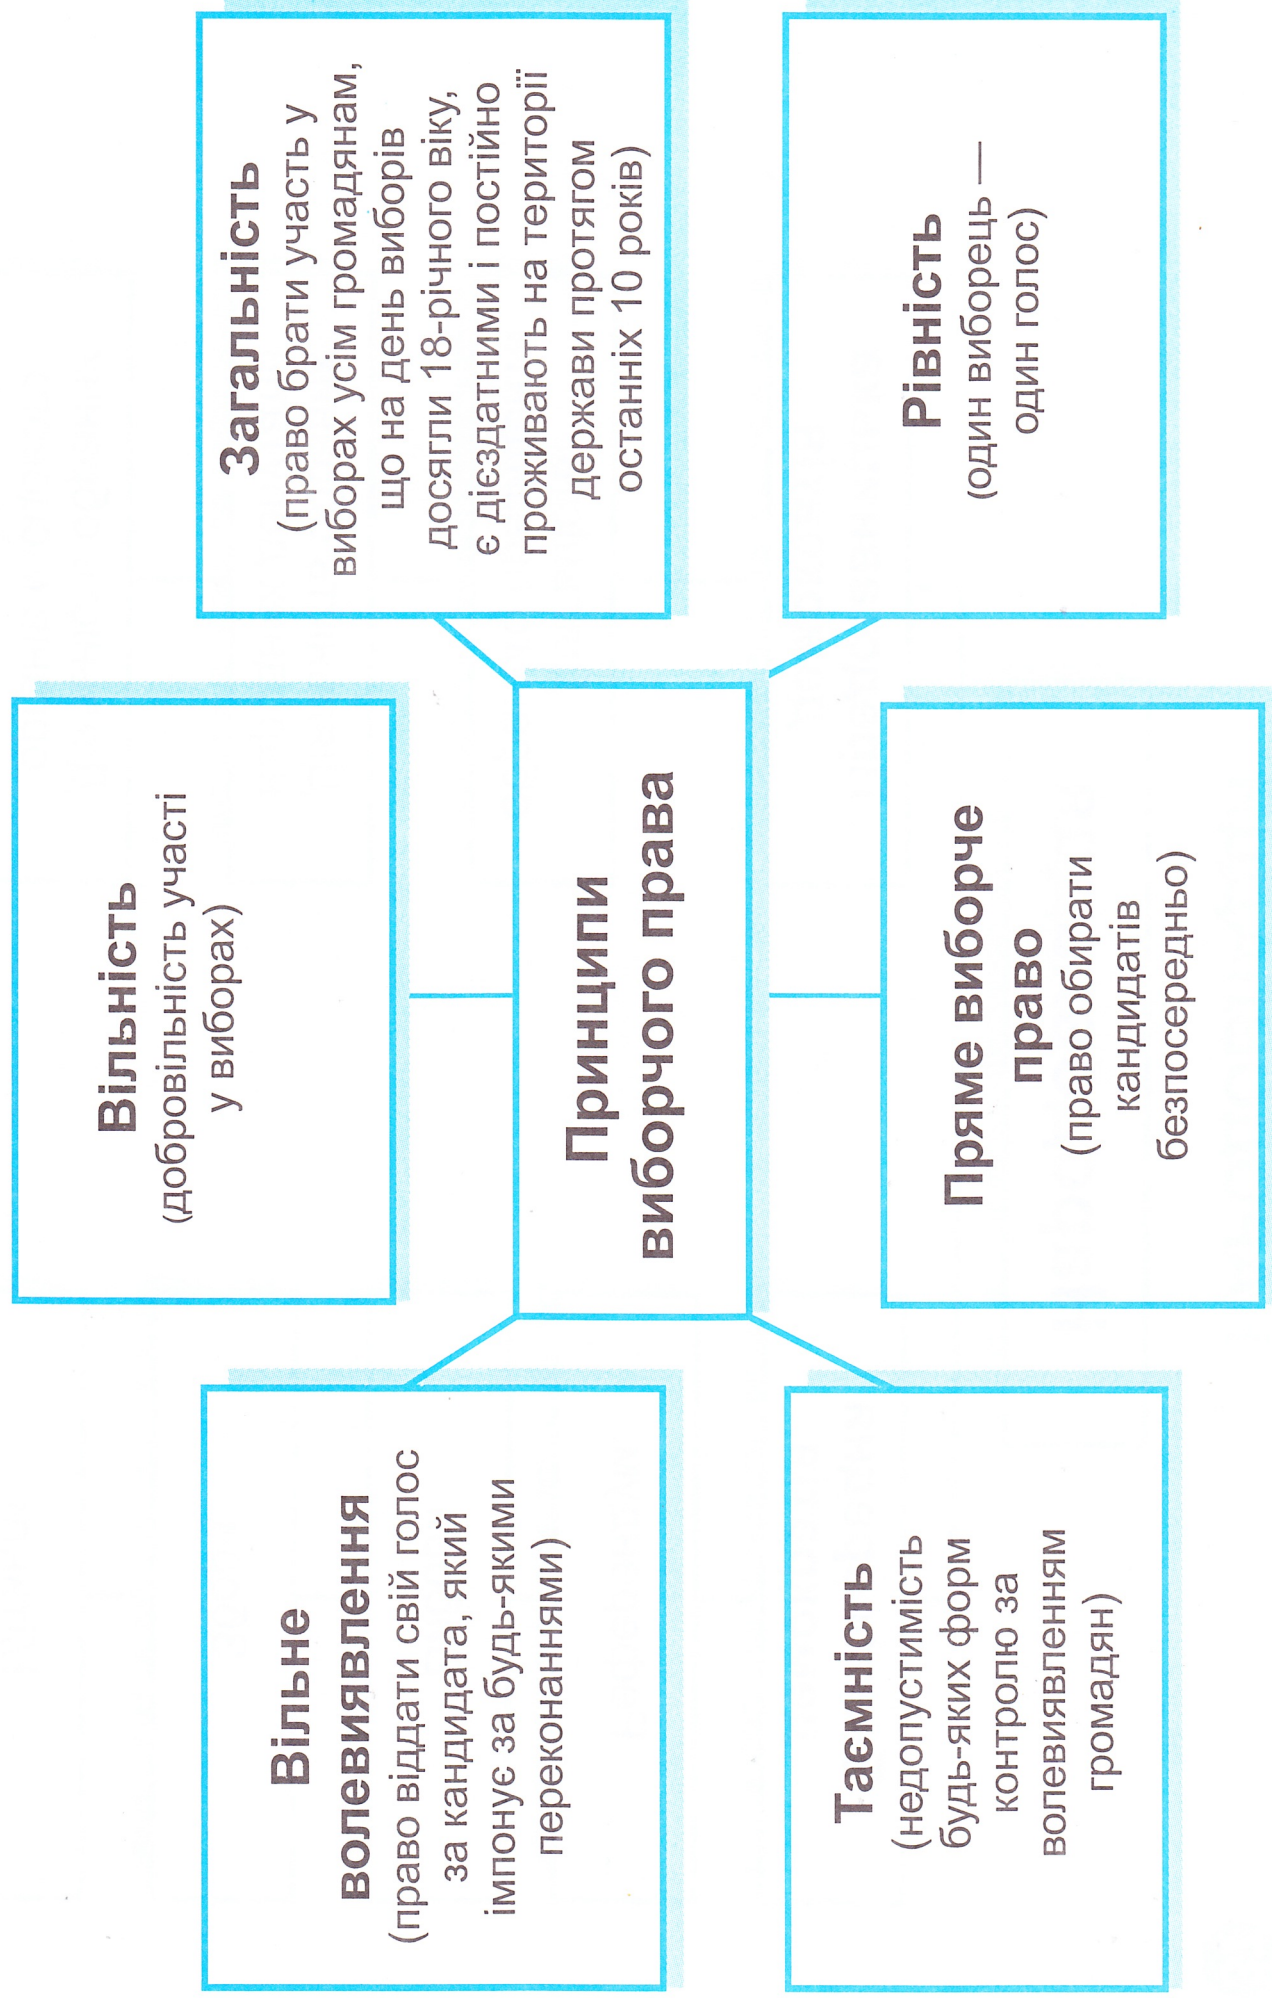 Вільне
волевиявлення
(право віддати свій голос
за кандидата, який
імпонує за будь-якими
переконаннями)
Вільність
(добровільність участі
у виборах)
Загальність
(право брати участь у
виборах усім громадянам,
що на день виборів
досягли 18-річного віку,
є дієздатними і постійно
проживають на території
держави протягом
останніх 10 років)
Принципи
виборчого права
Таємність
(недопустимість
будь-яких форм
контролю за
волевиявленням
громадян)
Пряме виборче
право
(право обирати
кандидатів
безпосередньо)
Рівність
(один виборець —
один голос)